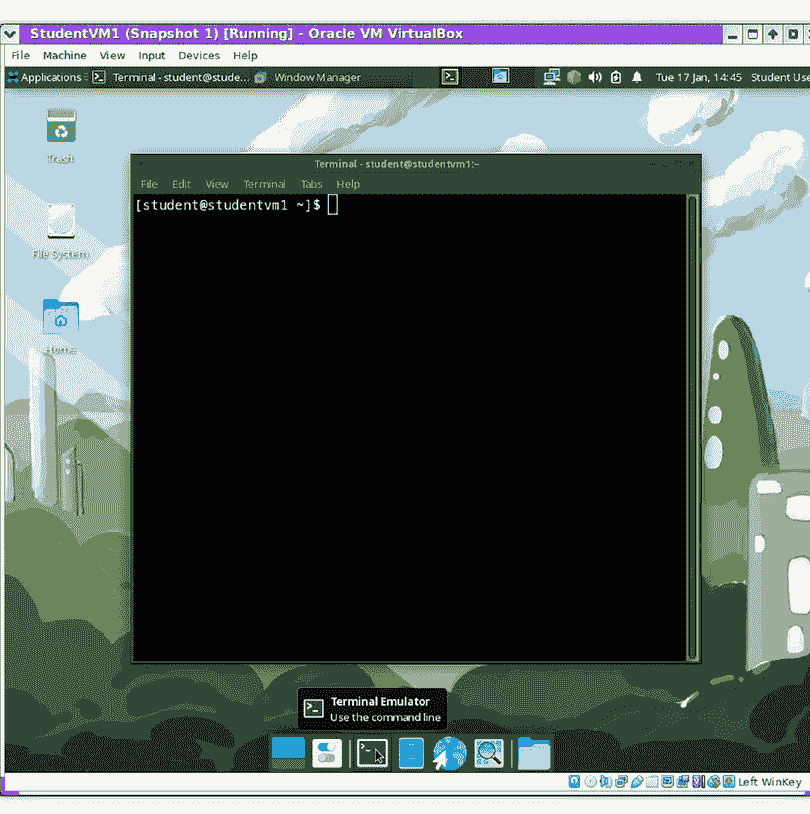 StudentVM1 (Snapshot 1) [Running] - Oracle VM VirtualBox
File Machine View Input Devices Help
Applications Terminal - student@stude... Window Manager Tue 17 Jan, 14:45 Student Use
Trash
File System
Home
Terminal - student@studentvm1:~
File Edit View Terminal Tabs Help
[student@studentvm1 ~]$
Terminal Emulator
Use the command line
Left WinKey